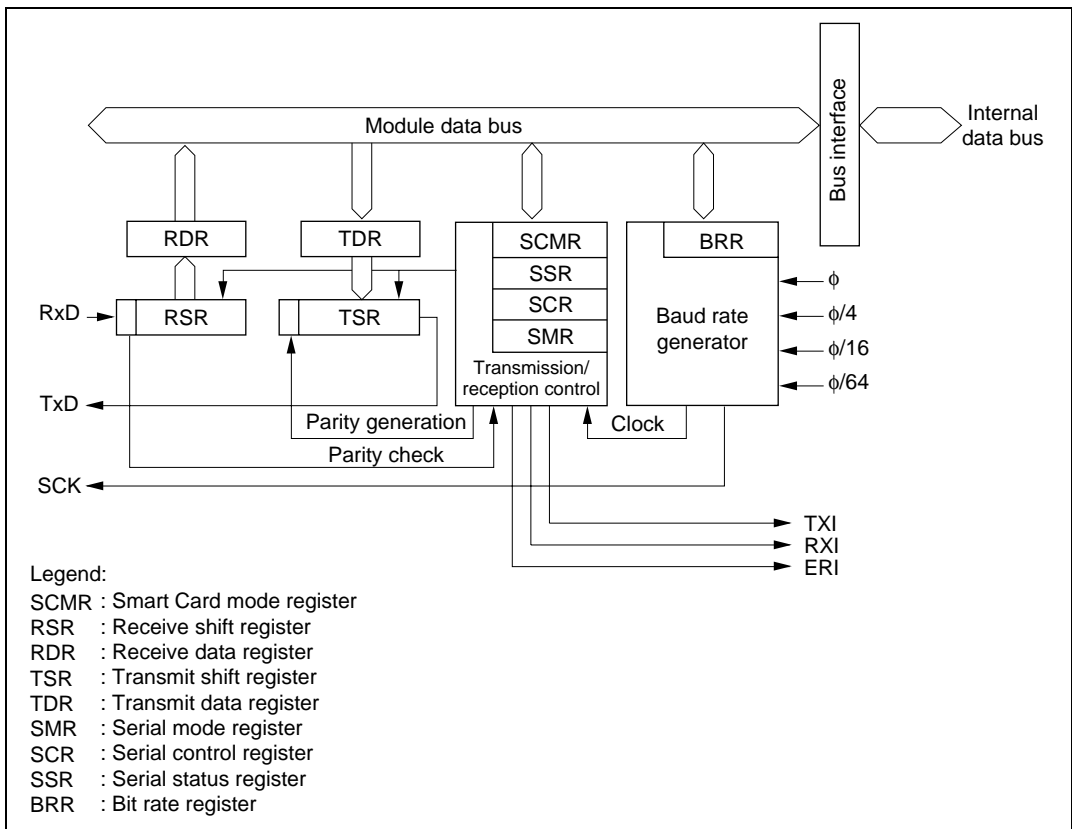 Internal
data bus
Bus interface
Module data bus
RDR
TDR
SCMR
BRR
SSR
SCR
SMR
RxD
RSR
TSR
Baud rate
generator
ϕ
ϕ/4
ϕ/16
ϕ/64
Transmission/
reception control
TxD
Parity generation
Clock
Parity check
SCK
TXI
RXI
ERI
Legend:
SCMR : Smart Card mode register
RSR : Receive shift register
RDR : Receive data register
TSR : Transmit shift register
TDR : Transmit data register
SMR : Serial mode register
SCR : Serial control register
SSR : Serial status register
BRR : Bit rate register